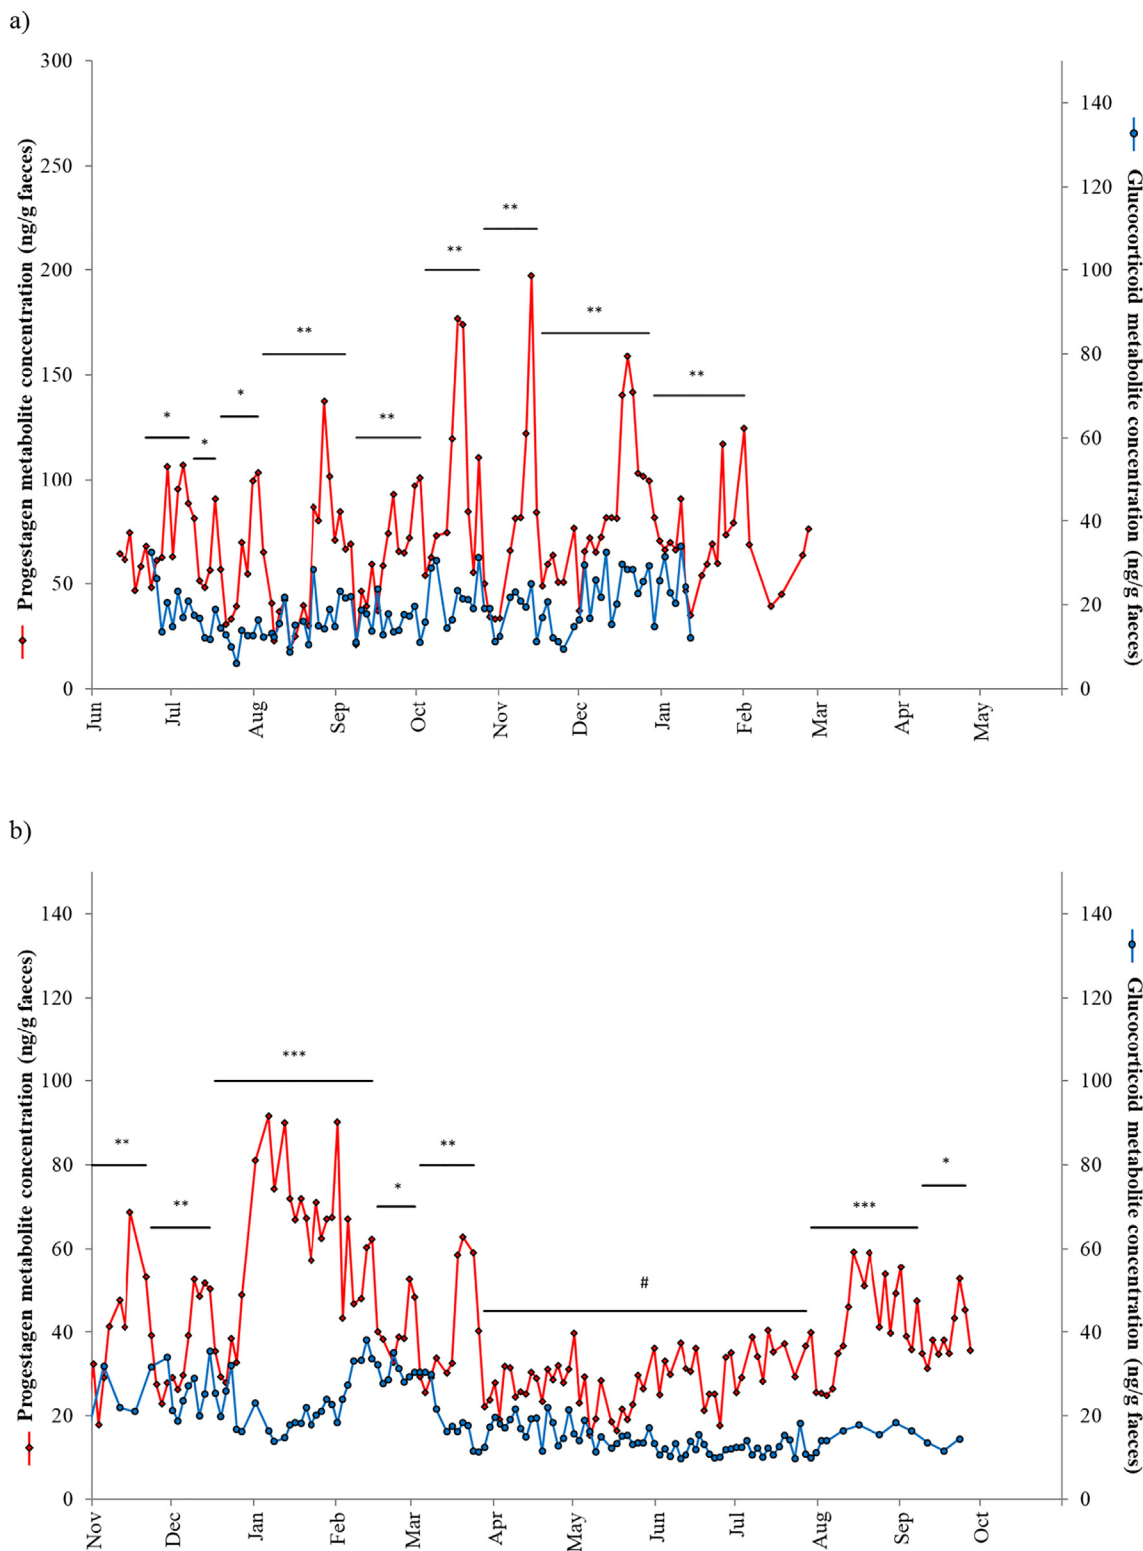 a)
Progestagen metabolite concentration (ng/g faeces)
300
250
200
150
100
50
0
140
120
100
80
60
40
20
0
Glucocorticoid metabolite concentration (ng/g faeces)
*
*
*
**
**
**
**
**
**
Jun
Jul
Aug
Sep
Oct
Nov
Dec
Jan
Feb
Mar
Apr
May
b)
Progestagen metabolite concentration (ng/g faeces)
140
120
100
80
60
40
20
0
140
120
100
80
60
40
20
0
Glucocorticoid metabolite concentration (ng/g faeces)
**
**
***
*
**
#
***
*
Nov
Dec
Jan
Feb
Mar
Apr
May
Jun
Jul
Aug
Sep
Oct